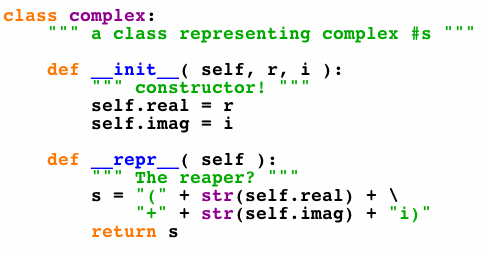 class complex:
    """ a class representing complex #s """
    def __init__( self, r, i ):
        """ constructor! """
        self.real = r
        self.imag = i
    def __repr__( self ):
        """ The reaper? """
        s = "(" + str(self.real) + \
            "+" + str(self.imag) + "i)"
        return s